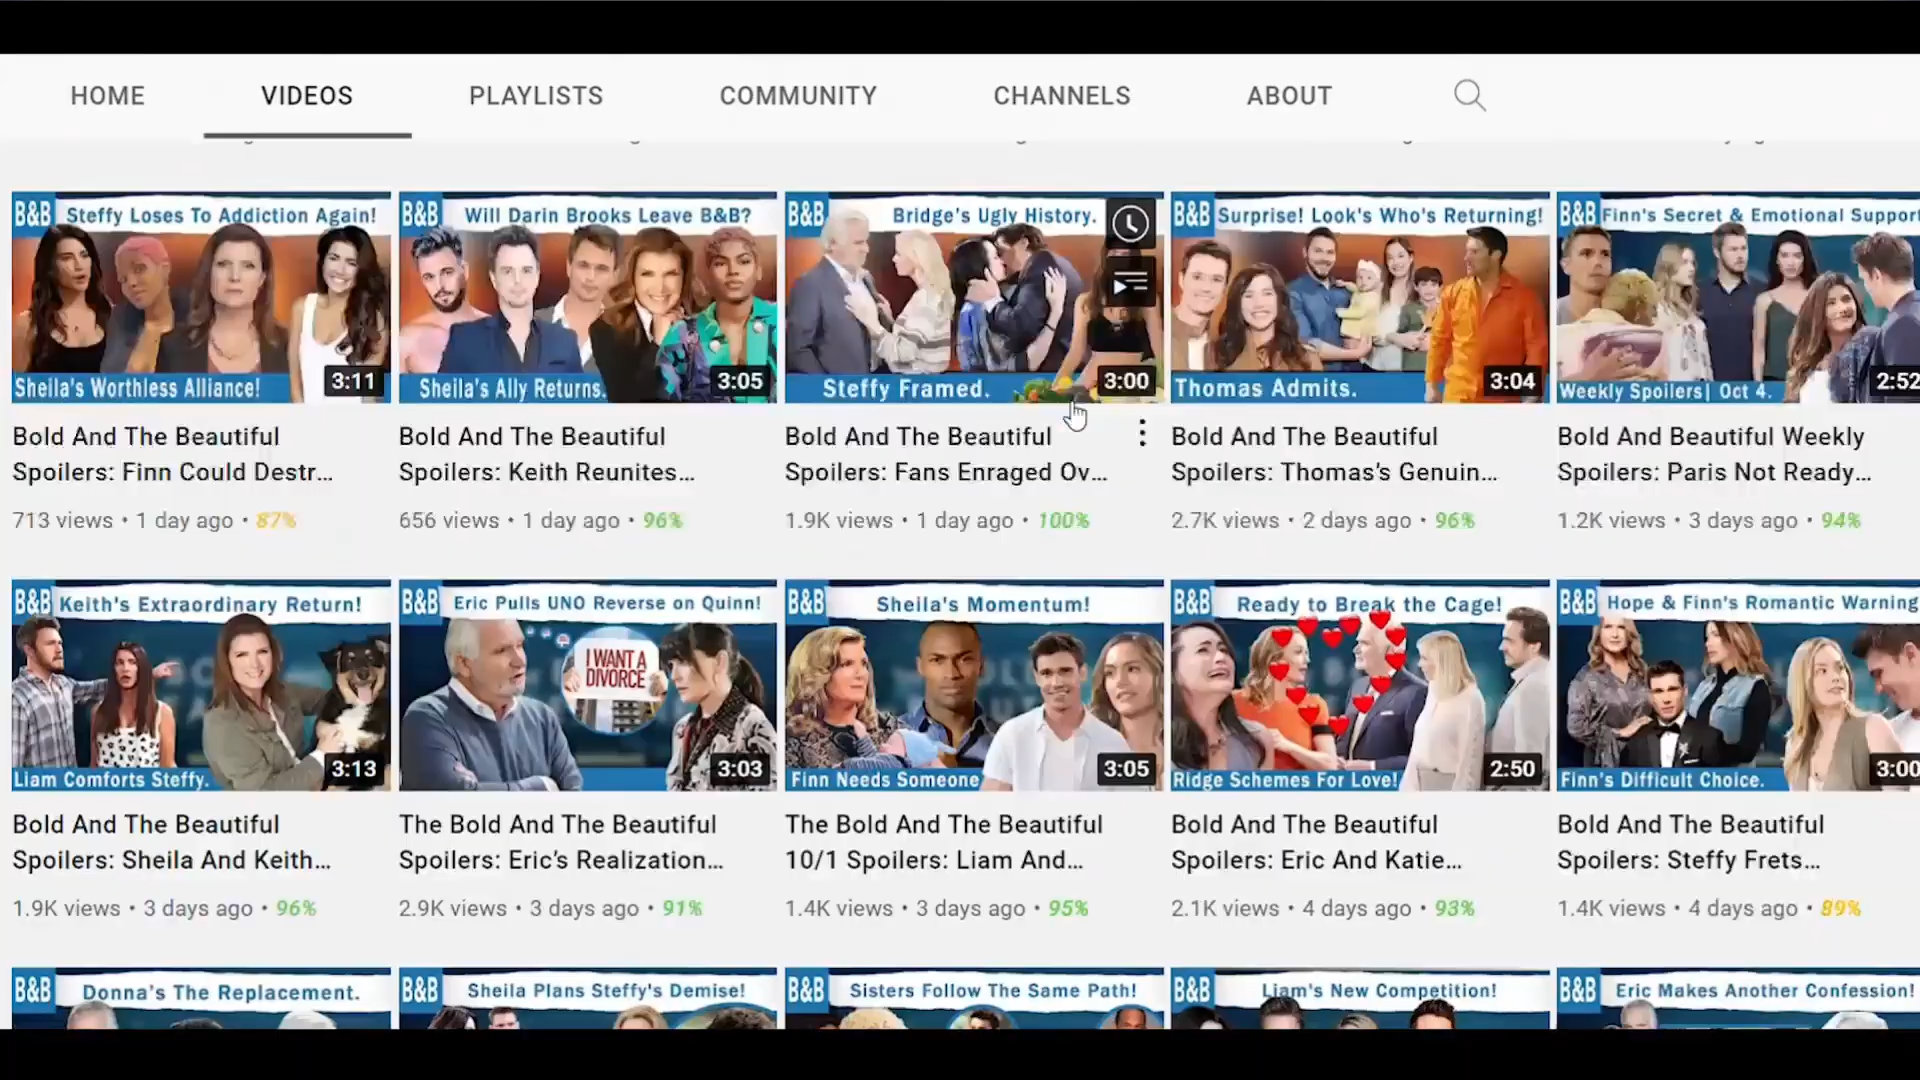 HOME
VIDEOS
PLAYLISTS
COMMUNITY
CHANNELS
ABOUT
B&B Steffy Loses To Addiction Again!
Sheila's Worthless Alliance!
3:11
B&B Will Darin Brooks Leave B&B?
Sheila's Ally Returns.
3:05
B&B Bridge's Ugly History.
Steffy Framed.
3:00
B&B Surprise! Look's Who's Returning!
Thomas Admits.
3:04
B&B Finn's Secret & Emotional Support
Weekly Spoilers| Oct 4.
2:52
Bold And The Beautiful
Spoilers: Finn Could Destr...
713 views • 1 day ago • 87%
Bold And The Beautiful
Spoilers: Keith Reunites...
656 views • 1 day ago • 96%
Bold And The Beautiful
Spoilers: Fans Enraged Ov...
1.9K views • 1 day ago • 100%
Bold And The Beautiful
Spoilers: Thomas's Genuin...
2.7K views • 2 days ago • 96%
Bold And Beautiful Weekly
Spoilers: Paris Not Ready...
1.2K views • 3 days ago • 94%
B&B Keith's Extraordinary Return!
Liam Comforts Steffy.
3:13
B&B Eric Pulls UNO Reverse on Quinn!
I WANT A
DIVORCE
3:03
B&B Sheila's Momentum!
Finn Needs Someone
3:05
B&B Ready to Break the Cage!
Ridge Schemes For Love!
2:50
B&B Hope & Finn's Romantic Warning
Finn's Difficult Choice.
3:00
Bold And The Beautiful
Spoilers: Sheila And Keith...
1.9K views • 3 days ago • 96%
The Bold And The Beautiful
Spoilers: Eric's Realization...
2.9K views • 3 days ago • 91%
The Bold And The Beautiful
10/1 Spoilers: Liam And...
1.4K views • 3 days ago • 95%
Bold And The Beautiful
Spoilers: Eric And Katie...
2.1K views • 4 days ago • 93%
Bold And The Beautiful
Spoilers: Steffy Frets...
1.4K views • 4 days ago • 89%
B&B Donna's The Replacement.
B&B Sheila Plans Steffy's Demise!
B&B Sisters Follow The Same Path!
B&B Liam's New Competition!
B&B Eric Makes Another Confession!